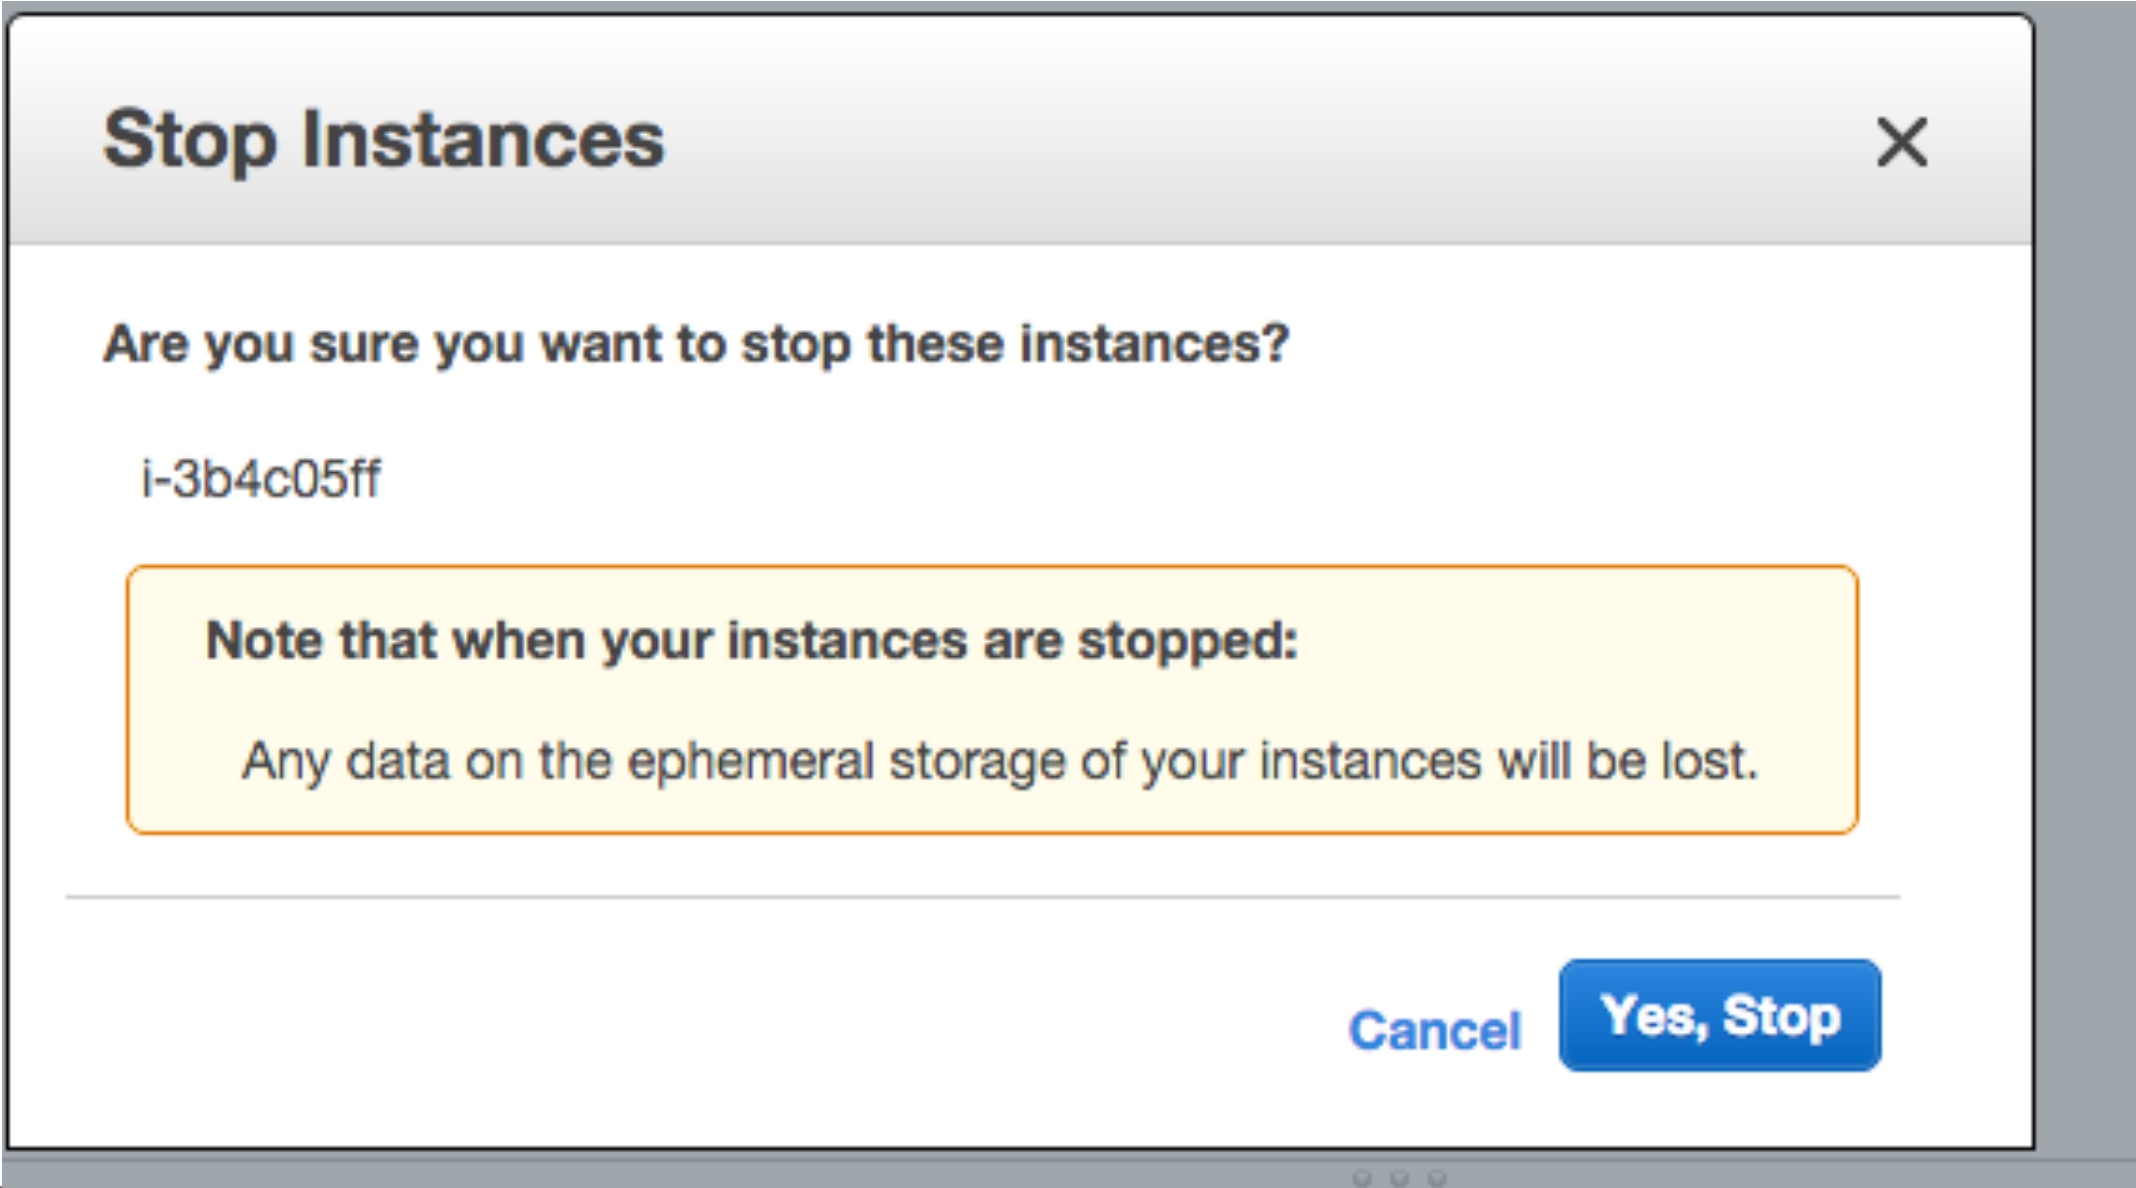 Stop Instances
Are you sure you want to stop these instances?
i-3b4c05ff
Note that when your instances are stopped:
Any data on the ephemeral storage of your instances will be lost.
Cancel
Yes, Stop